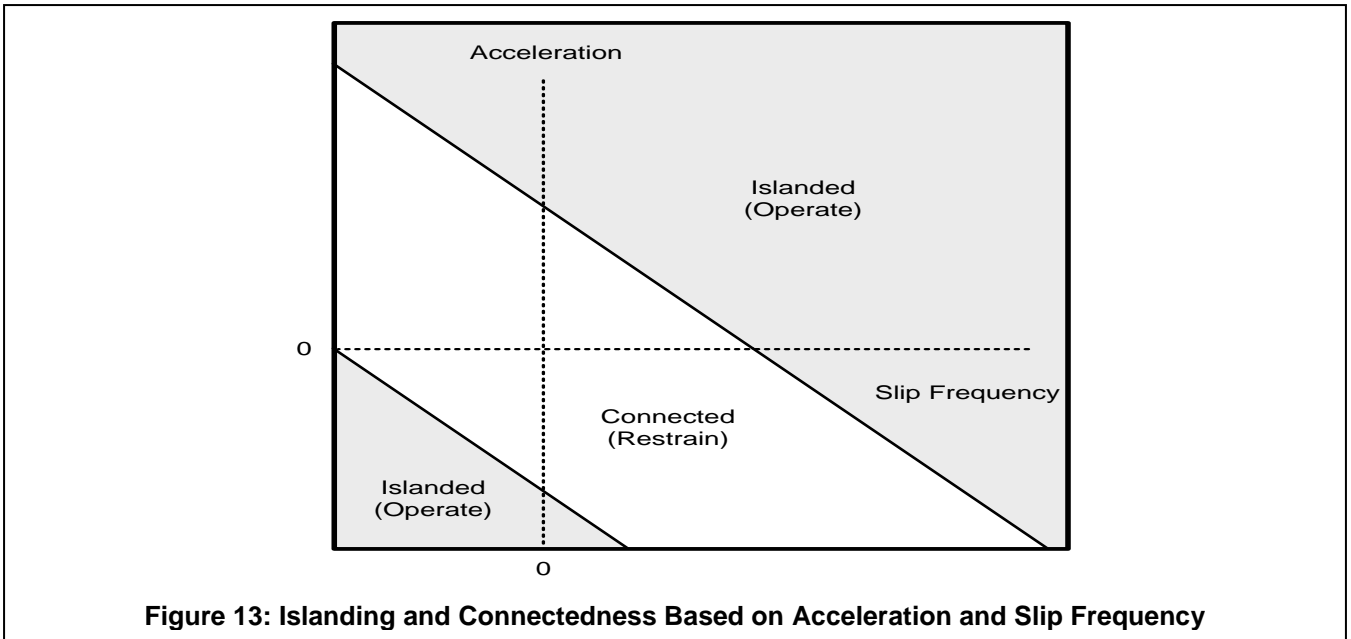 Acceleration
Islanded
(Operate)
0
Slip Frequency
Connected
(Restrain)
Islanded
(Operate)
0
Figure 13: Islanding and Connectedness Based on Acceleration and Slip Frequency